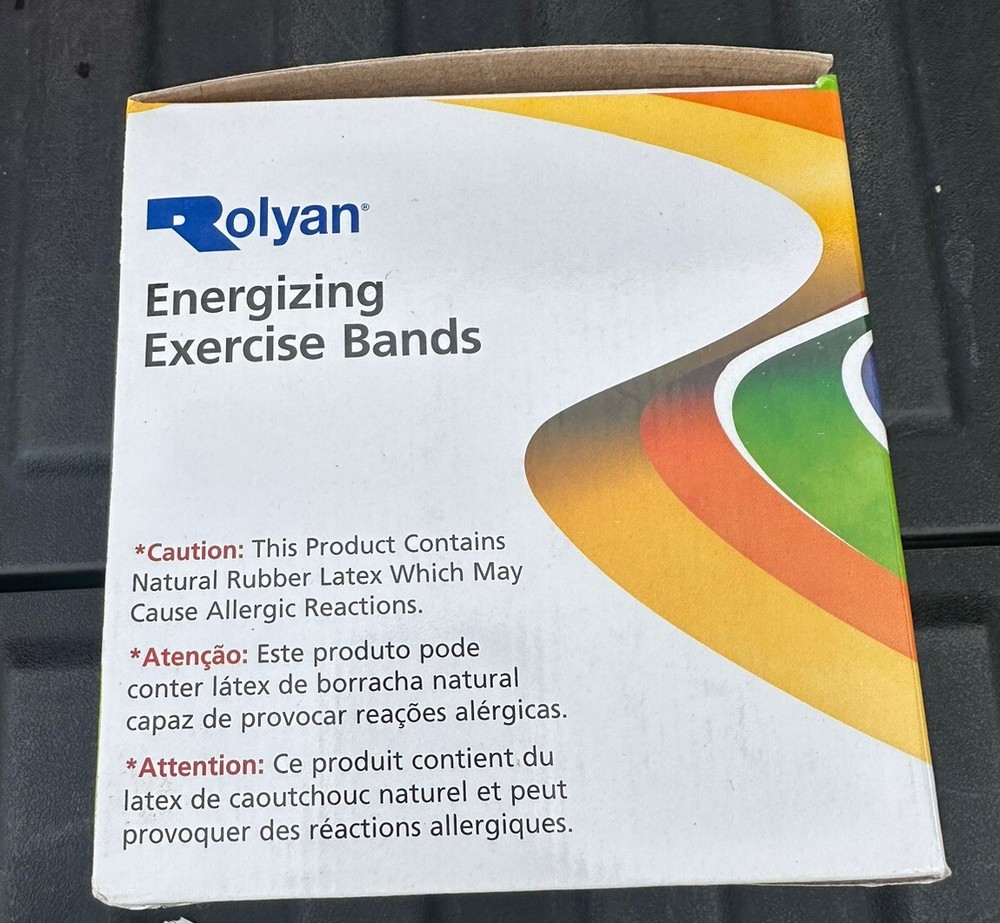 Rolyan®
Energizing
Exercise Bands
*Caution: This Product Contains
Natural Rubber Latex Which May
Cause Allergic Reactions.
*Atenção: Este produto pode
conter látex de borracha natural
capaz de provocar reações alérgicas.
*Attention: Ce produit contient du
latex de caoutchouc naturel et peut
provoquer des réactions allergiques.